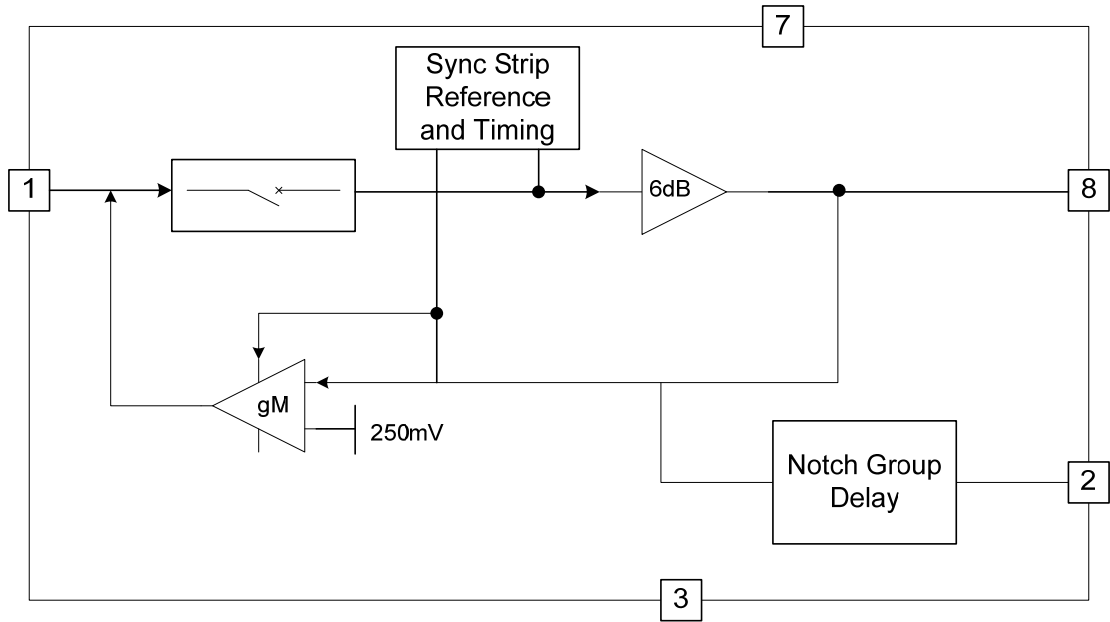 7
Sync Strip
Reference
and Timing
1
6dB
8
gM
250mV
Notch Group
Delay
2
3